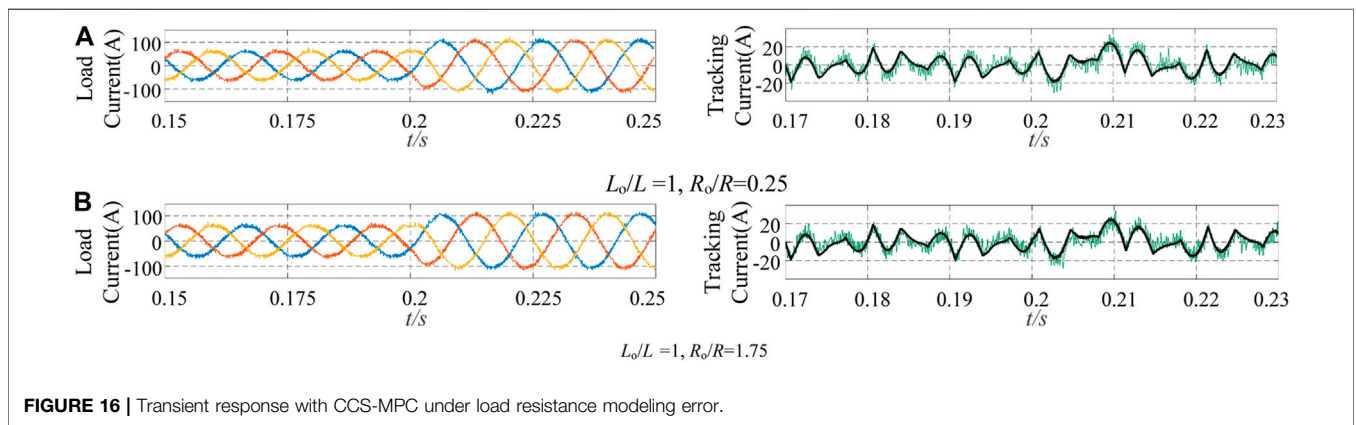 A
Load
Current(A)
100
0
-100
0.15 0.175 0.2 0.225 0.25
t/s
Tracking
Current(A)
20
0
-20
0.17 0.18 0.19 0.2 0.21 0.22 0.23
t/s
Lo/L =1, Ro/R=0.25
B
Load
Current(A)
100
0
-100
0.15 0.175 0.2 0.225 0.25
t/s
Tracking
Current(A)
20
0
-20
0.17 0.18 0.19 0.2 0.21 0.22 0.23
t/s
Lo/L =1, Ro/R=1.75
FIGURE 16 | Transient response with CCS-MPC under load resistance modeling error.